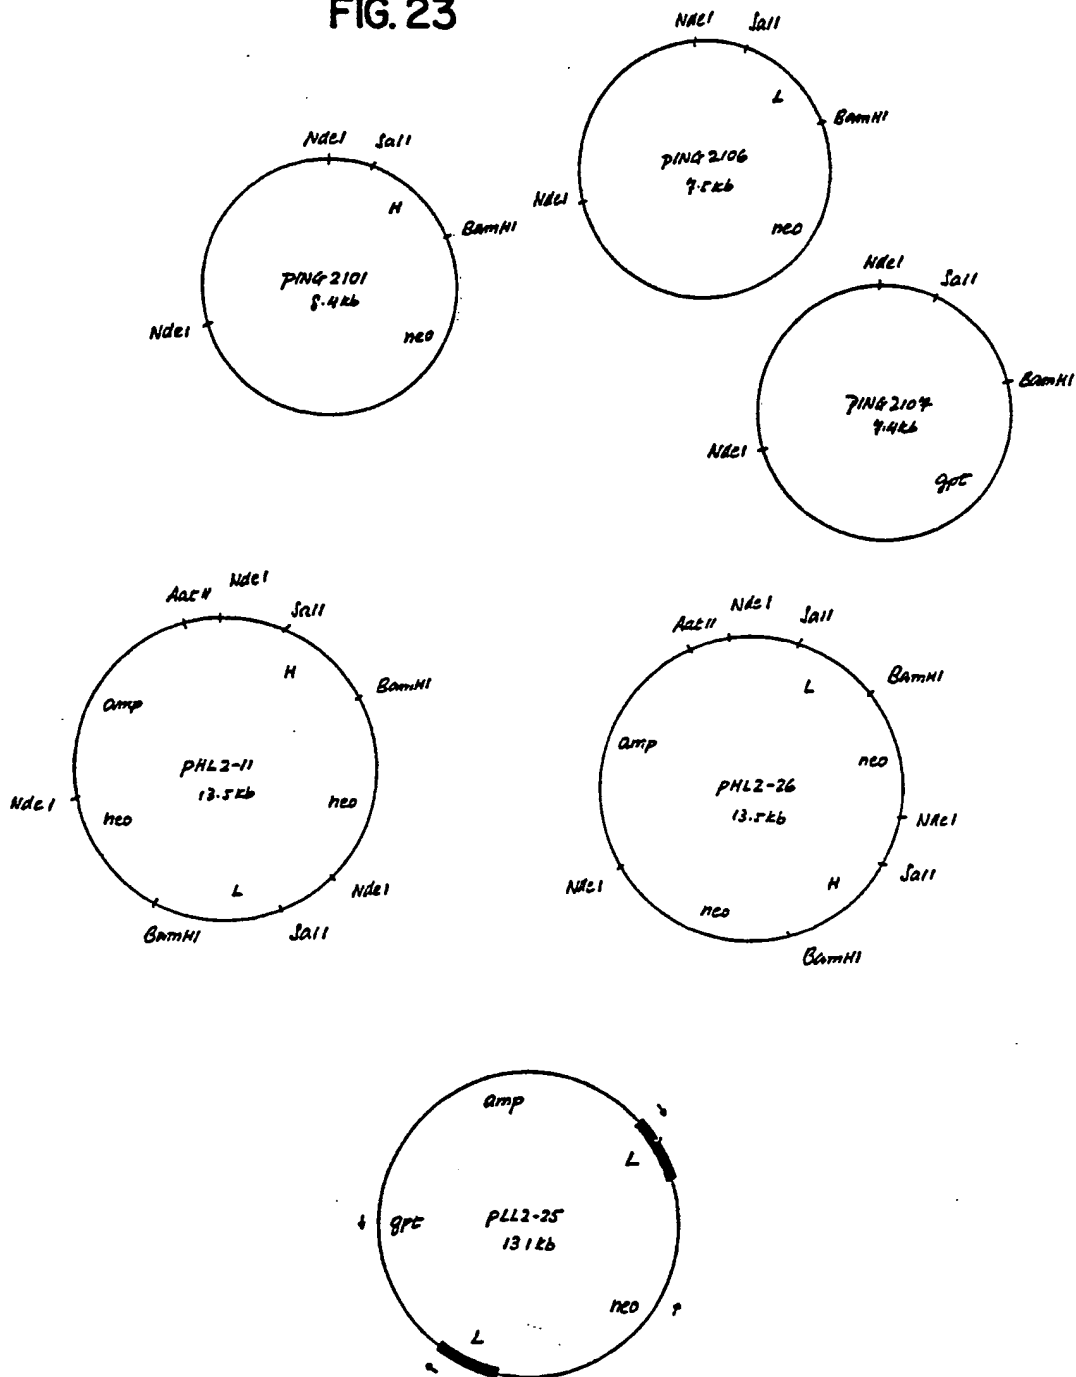 FIG. 23
NdeI
SalI
L
BamHI
pING 2106
7.5kb
NdeI
neo
NdeI
SalI
H
BamHI
pING 2101
8.4kb
NdeI
neo
NdeI
SalI
BamHI
pING 2107
7.4kb
NdeI
gpt
AatII
NdeI
SalI
H
BamHI
amp
pHL2-11
13.5kb
NdeI
neo
neo
L
NdeI
BamHI
SalI
AatII
NdeI
SalI
L
BamHI
amp
neo
pHL2-26
13.5kb
NdeI
NdeI
SalI
H
neo
BamHI
amp
L
gpt
pLL2-25
13.1kb
neo
L